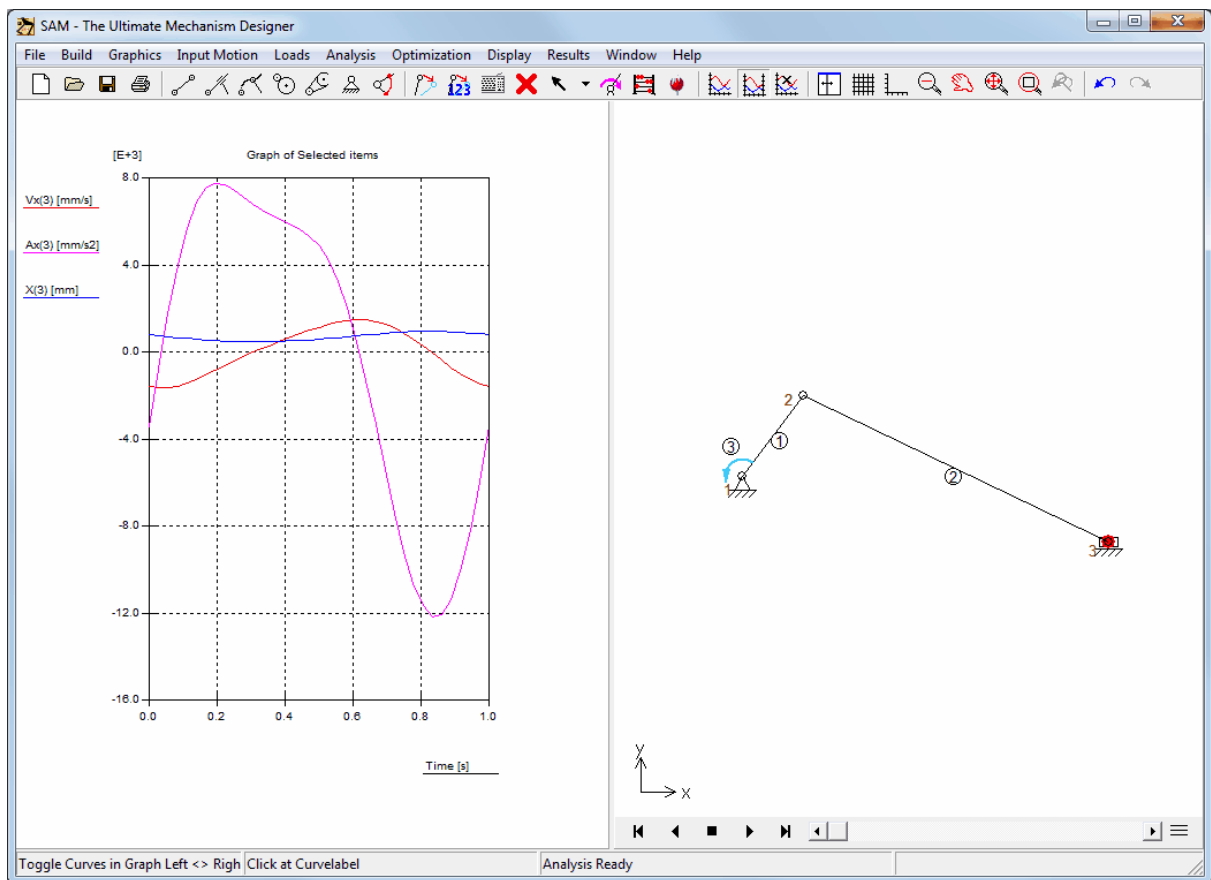 SAM - The Ultimate Mechanism Designer
File Build Graphics Input Motion Loads Analysis Optimization Display Results Window Help
123
[E+3] Graph of Selected items
8.0
Vx(3) [mm/s]
Ax(3) [mm/s2]
4.0
X(3) [mm]
0.0
-4.0
-8.0
-12.0
-16.0
0.0 0.2 0.4 0.6 0.8 1.0
Time [s]
2
1
3
1
2
3
y
x
Toggle Curves in Graph Left <> Righ Click at Curvelabel Analysis Ready